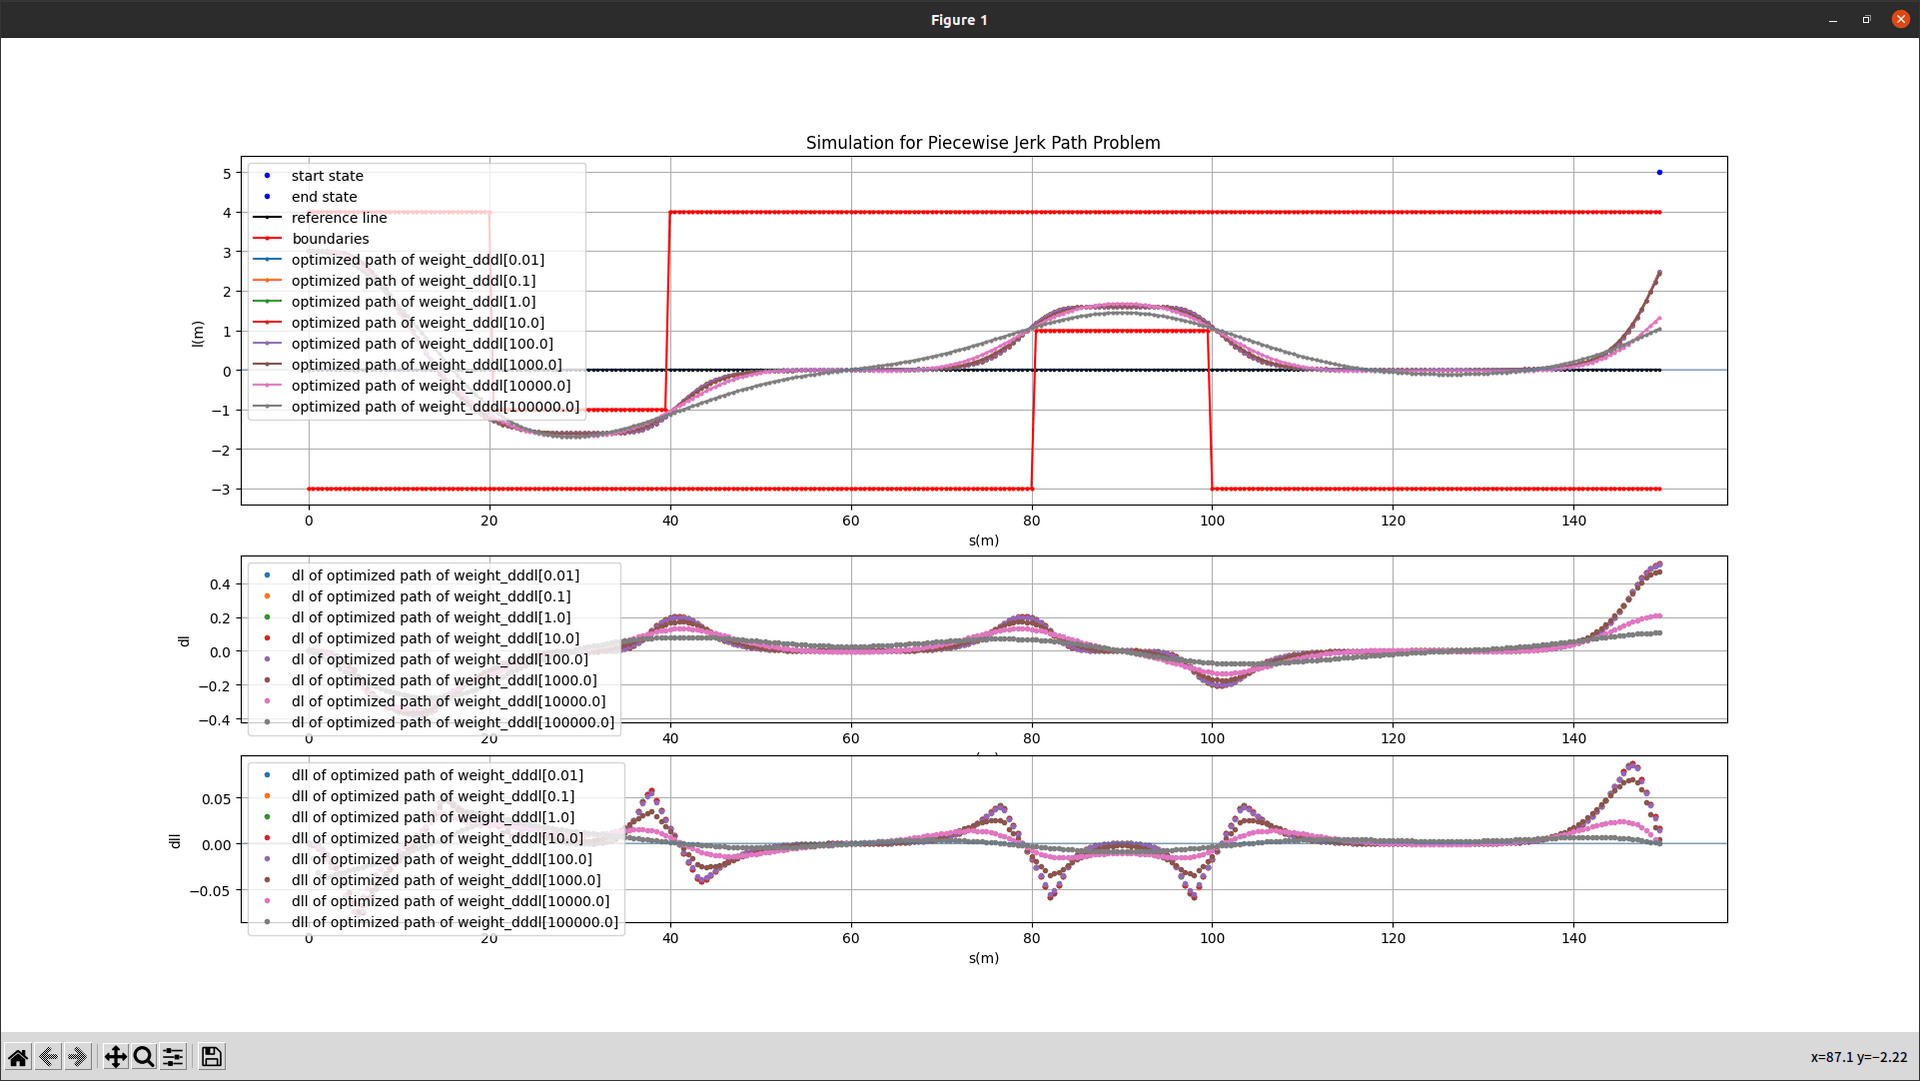 Figure 1
Simulation for Piecewise Jerk Path Problem
5
4
3
2
1
0
−1
−2
−3
l(m)
start state
end state
reference line
boundaries
optimized path of weight_dddl[0.01]
optimized path of weight_dddl[0.1]
optimized path of weight_dddl[1.0]
optimized path of weight_dddl[10.0]
optimized path of weight_dddl[100.0]
optimized path of weight_dddl[1000.0]
optimized path of weight_dddl[10000.0]
optimized path of weight_dddl[100000.0]
0 20 40 60 80 100 120 140
s(m)
0.4
0.2
0.0
−0.2
−0.4
dl
dl of optimized path of weight_dddl[0.01]
dl of optimized path of weight_dddl[0.1]
dl of optimized path of weight_dddl[1.0]
dl of optimized path of weight_dddl[10.0]
dl of optimized path of weight_dddl[100.0]
dl of optimized path of weight_dddl[1000.0]
dl of optimized path of weight_dddl[10000.0]
dl of optimized path of weight_dddl[100000.0]
0 20 40 60 80 100 120 140
0.05
0.00
−0.05
dll
dll of optimized path of weight_dddl[0.01]
dll of optimized path of weight_dddl[0.1]
dll of optimized path of weight_dddl[1.0]
dll of optimized path of weight_dddl[10.0]
dll of optimized path of weight_dddl[100.0]
dll of optimized path of weight_dddl[1000.0]
dll of optimized path of weight_dddl[10000.0]
dll of optimized path of weight_dddl[100000.0]
0 20 40 60 80 100 120 140
s(m)
x=87.1 y=−2.22